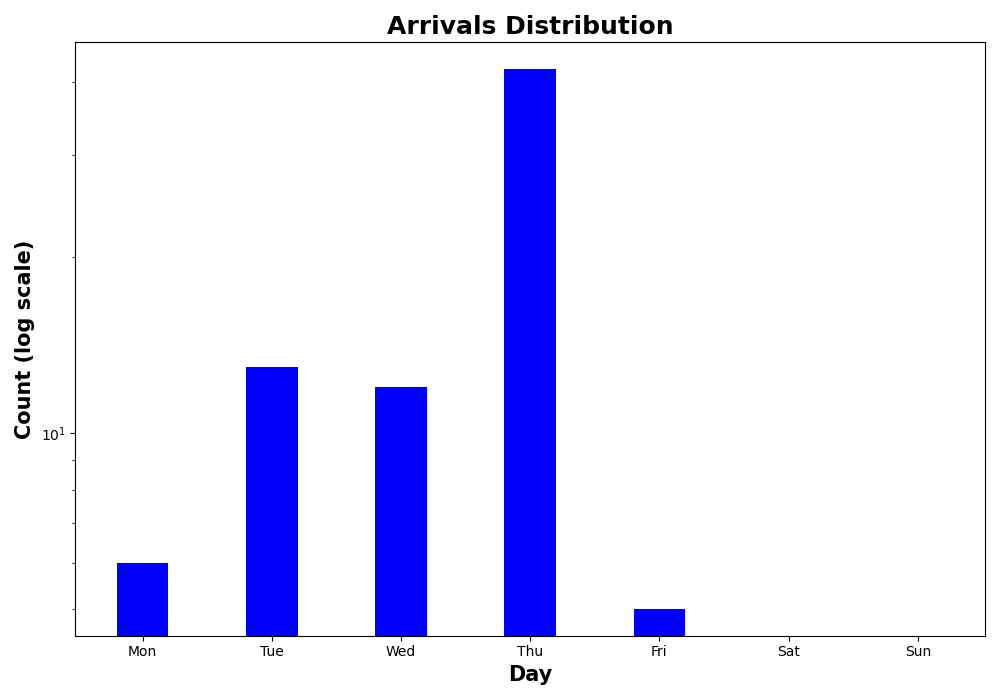 Arrivals Distribution
Count (log scale)
10¹
Mon Tue Wed Thu Fri Sat Sun
Day